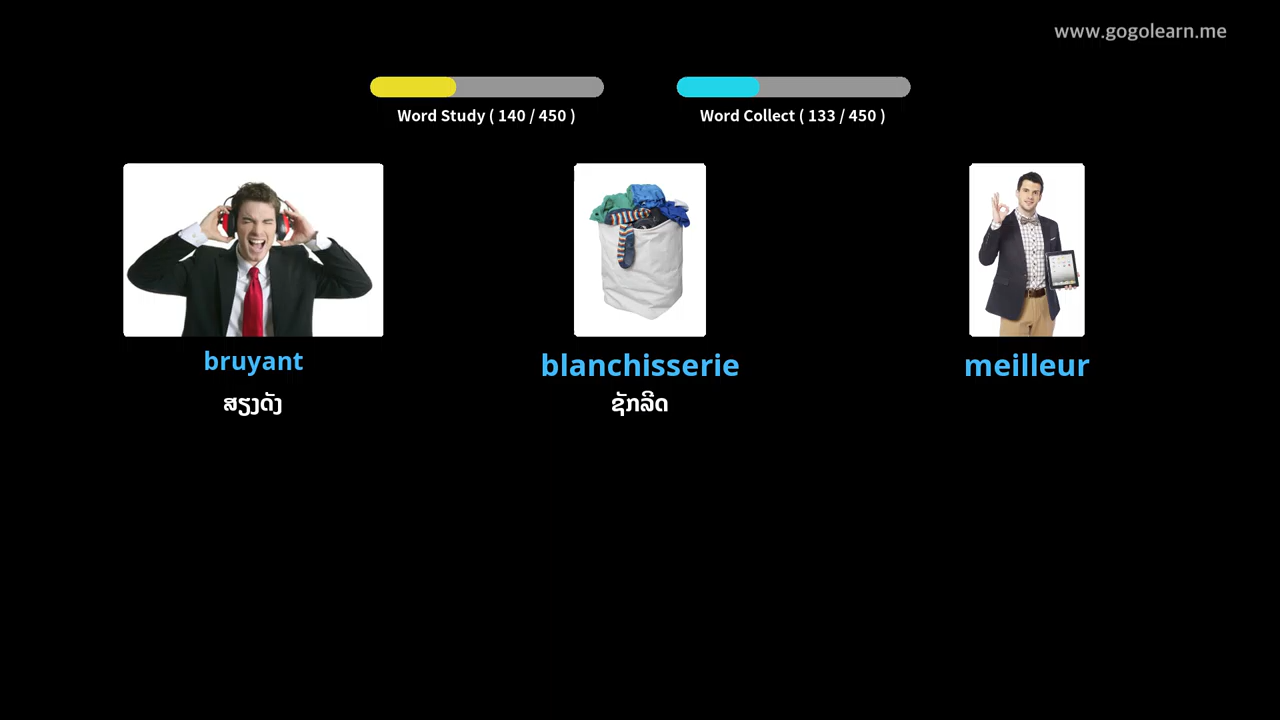 www.gogolearn.me
Word Study ( 140 / 450 )
Word Collect ( 133 / 450 )
bruyant
blanchisserie
meilleur
ສຽງດັງ
ຊັກລີດ